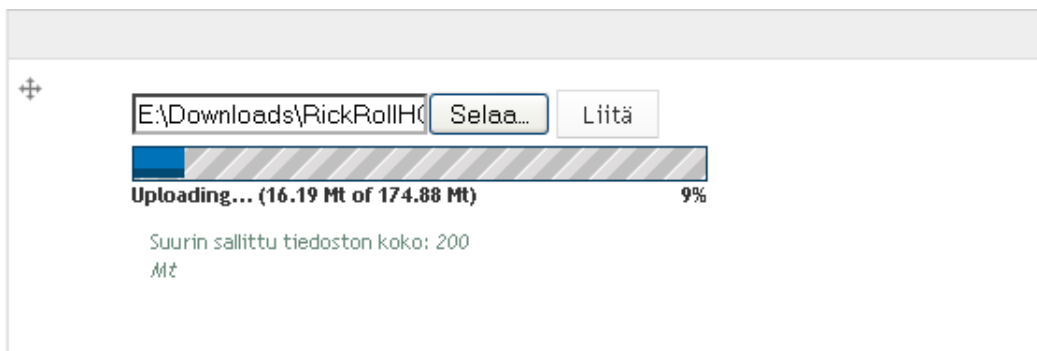 E:\Downloads\RickRollH Selaa... Liitä
Uploading... (16.19 Mt of 174.88 Mt) 9%
Suurin sallittu tiedoston koko: 200
Mt